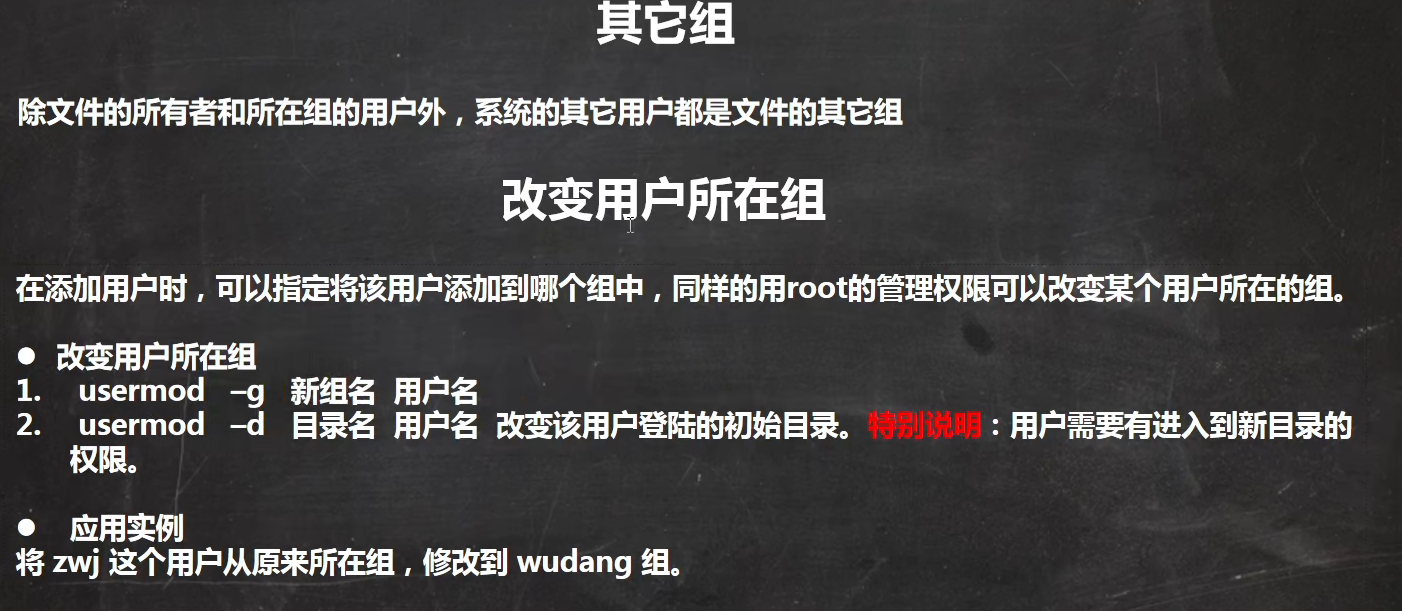 其它组
除文件的所有者和所在组的用户外，系统的其它用户都是文件的其它组
改变用户所在组
在添加用户时，可以指定将该用户添加到哪个组中，同样的用root的管理权限可以改变某个用户所在的组。
● 改变用户所在组
1. usermod –g 新组名 用户名
2. usermod –d 目录名 用户名 改变该用户登陆的初始目录。特别说明：用户需要有进入到新目录的
权限。
● 应用实例
将 zwj 这个用户从原来所在组，修改到 wudang 组。